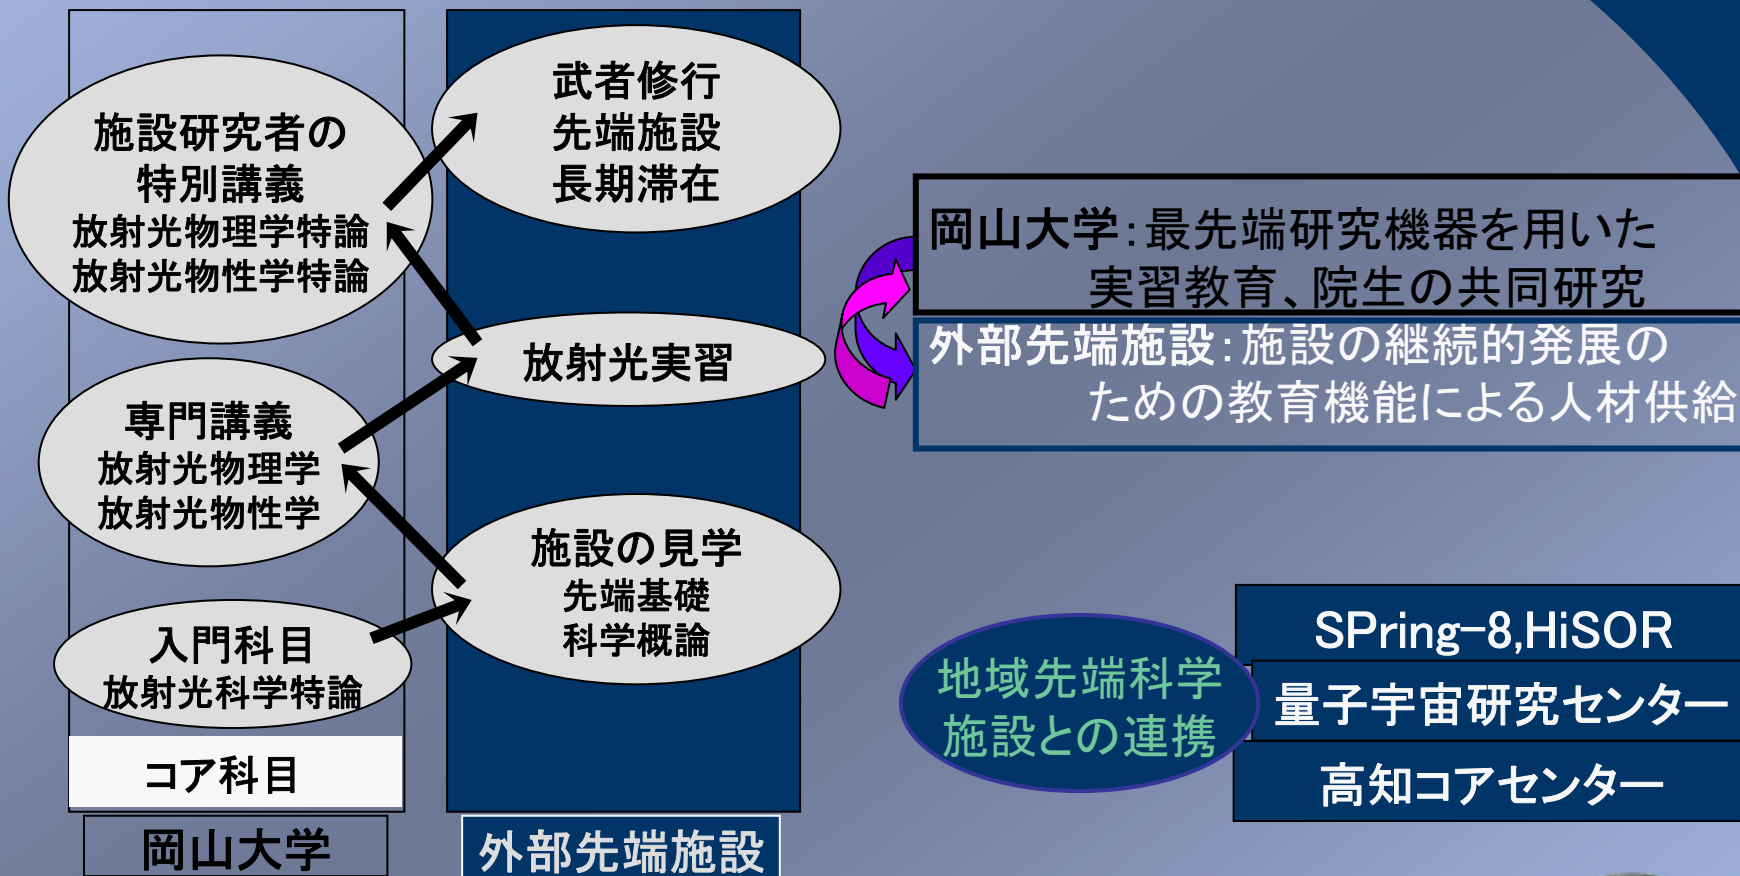 施設研究者の
特別講義
放射光物理学特論
放射光物性学特論
武者修行
先端施設
長期滞在
放射光実習
専門講義
放射光物理学
放射光物性学
施設の見学
先端基礎
科学概論
入門科目
放射光科学特論
コア科目
岡山大学
外部先端施設
岡山大学:最先端研究機器を用いた
実習教育、院生の共同研究
外部先端施設:施設の継続的発展の
ための教育機能による人材供給
地域先端科学
施設との連携
SPring-8,HiSOR
量子宇宙研究センター
高知コアセンター